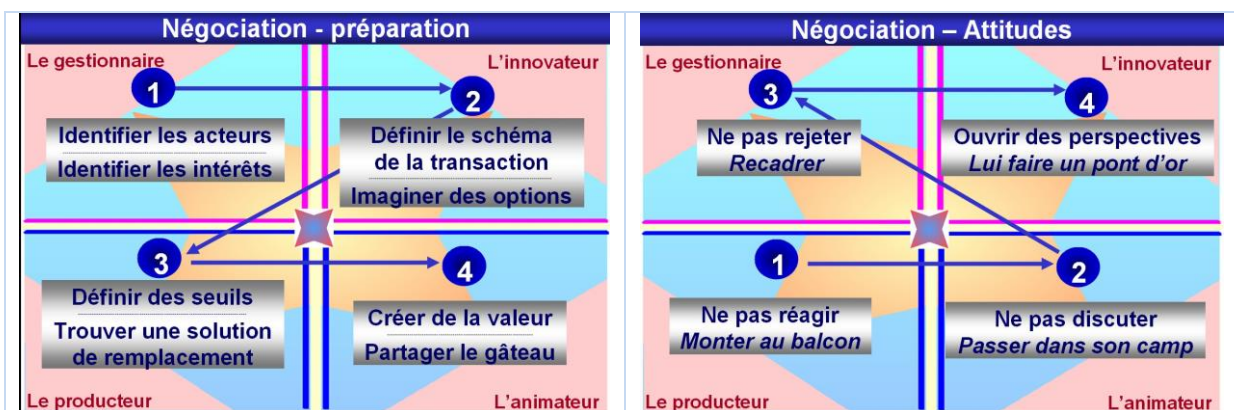 Négociation - préparation
Le gestionnaire
L'innovateur
1
2
Identifier les acteurs
Identifier les intérêts
Définir le schéma
de la transaction
Imaginer des options
3
4
Définir des seuils
Trouver une solution
de remplacement
Créer de la valeur
Partager le gâteau
Le producteur
L'animateur
Négociation – Attitudes
Le gestionnaire
L'innovateur
3
4
Ne pas rejeter
Recadrer
Ouvrir des perspectives
Lui faire un pont d'or
1
2
Ne pas réagir
Monter au balcon
Ne pas discuter
Passer dans son camp
Le producteur
L'animateur